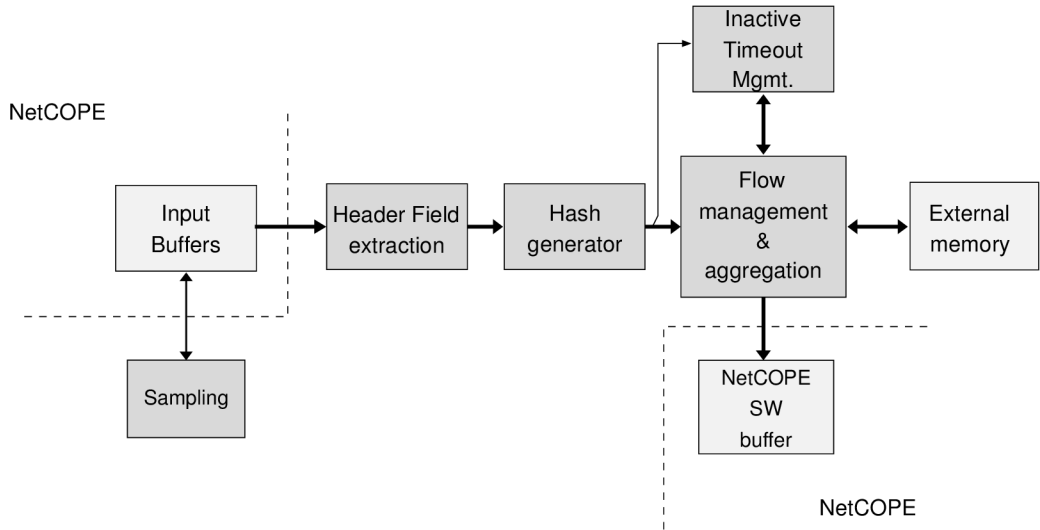 Inactive
Timeout
Mgmt.
NetCOPE
Input
Buffers
Header Field
extraction
Hash
generator
Flow
management
&
aggregation
External
memory
Sampling
NetCOPE
SW
buffer
NetCOPE